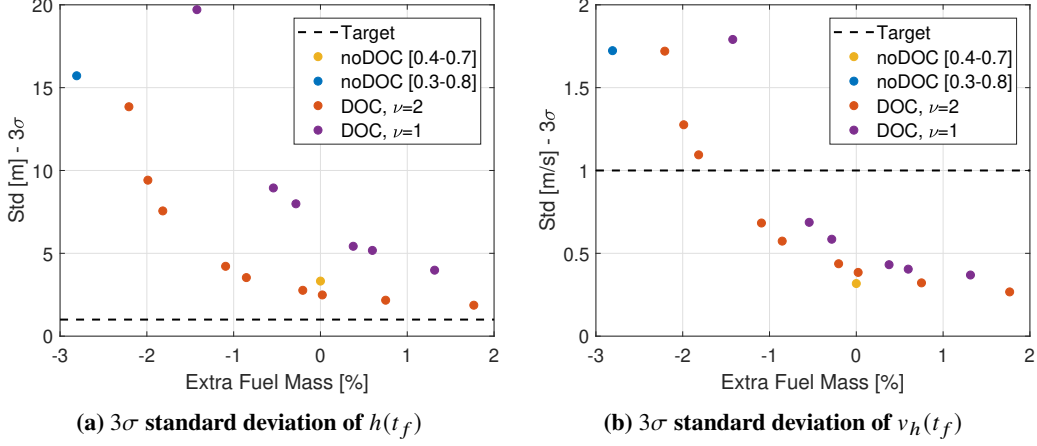 Std [m] - 3σ
20
15
10
5
0
-3
-2
-1
0
1
2
Extra Fuel Mass [%]
Target
noDOC [0.4-0.7]
noDOC [0.3-0.8]
DOC, ν=2
DOC, ν=1
(a) 3σ standard deviation of h(t_f)
Std [m/s] - 3σ
2
1.5
1
0.5
0
-3
-2
-1
0
1
2
Extra Fuel Mass [%]
Target
noDOC [0.4-0.7]
noDOC [0.3-0.8]
DOC, ν=2
DOC, ν=1
(b) 3σ standard deviation of v_h(t_f)